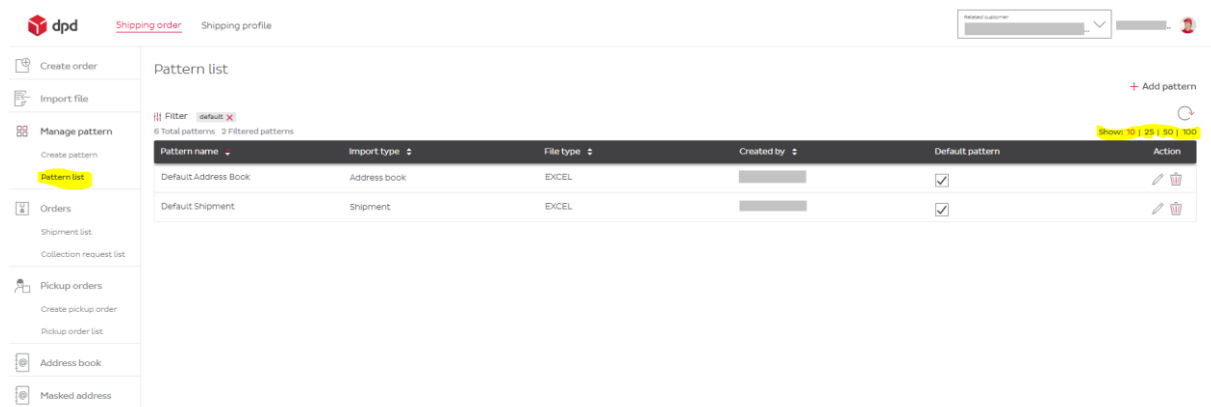 dpd
Shipping order
Shipping profile
Related customer
...
..
Create order
Import file
Manage pattern
Create pattern
Pattern list
Orders
Shipment list
Collection request list
Pickup orders
Create pickup order
Pickup order list
Address book
Masked address
Pattern list
+ Add pattern
Filter default X
6 Total patterns 2 Filtered patterns
Show: 10 | 25 | 50 | 100
Pattern name Import type File type Created by Default pattern Action
Default Address Book Address book EXCEL
Default Shipment Shipment EXCEL